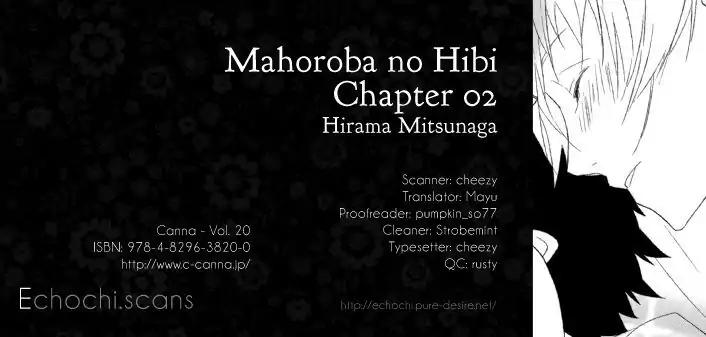 Mahoroba no Hibi
Chapter 02
Hirama Mitsunaga
Scanner: cheezy
Translator: Mayu
Proofreader: pumpkin_so77
Cleaner: Strobemint
Typesetter: cheezy
QC: rusty
Canna - Vol. 20
ISBN: 978-4-8296-3820-0
http://www.c-canna.jp/
Echochi.scans
http://echochi.pure-desire.net/